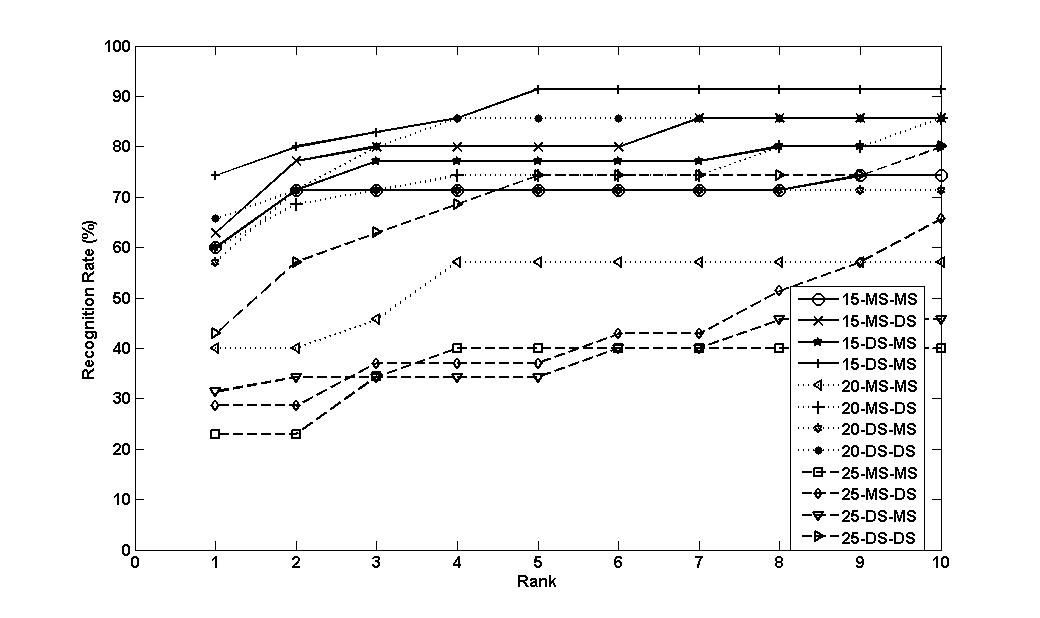 100
90
80
70
60
50
40
30
20
10
0
Recognition Rate (%)
0 1 2 3 4 5 6 7 8 9 10
Rank
15-MS-MS
15-MS-DS
15-DS-MS
15-DS-MS
20-MS-MS
20-MS-DS
20-DS-MS
20-DS-DS
25-MS-MS
25-MS-DS
25-DS-MS
25-DS-DS